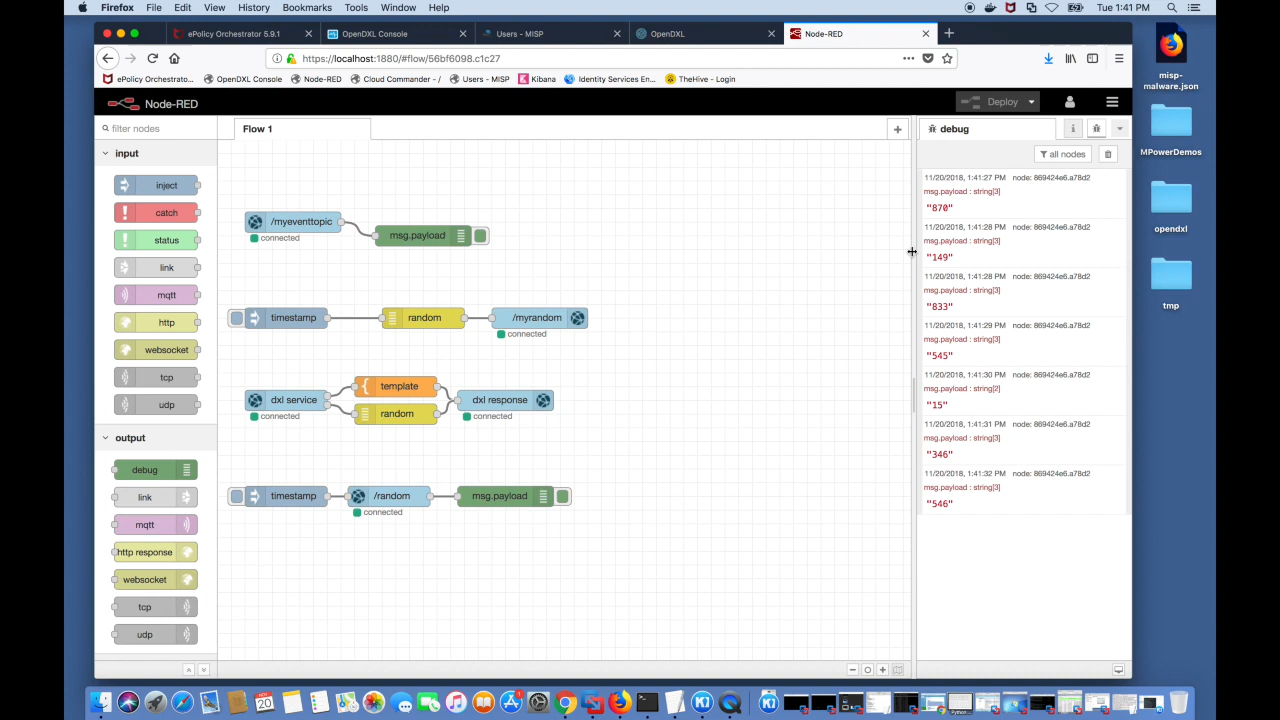 Firefox File Edit View History Bookmarks Tools Window Help Tue 1:41 PM
ePolicy Orchestrator 5.9.1 OpenDXL Console Users - MISP OpenDXL Node-RED
https://localhost:1880/#flow/56bf6098.c1c27
ePolicy Orchestrato... OpenDXL Console Node-RED Cloud Commander - / Users - MISP Kibana Identity Services En... TheHive - Login
misp-
malware.json
Node-RED Deploy
filter nodes Flow 1 debug
all nodes
MPowerDemos
input
inject
catch
status
link
mqtt
http
websocket
tcp
udp
output
debug
link
mqtt
http response
websocket
tcp
udp
/myeventtopic
connected
msg.payload
timestamp random /myrandom
connected
template
dxl service dxl response
connected connected
random
timestamp /random msg.payload
connected
11/20/2018, 1:41:27 PM node: 869424e6.a78d2
msg.payload : string[3]
"870"
11/20/2018, 1:41:28 PM node: 869424e6.a78d2
msg.payload : string[3]
"149"
11/20/2018, 1:41:28 PM node: 869424e6.a78d2
msg.payload : string[3]
"833"
11/20/2018, 1:41:29 PM node: 869424e6.a78d2
msg.payload : string[3]
"545"
11/20/2018, 1:41:30 PM node: 869424e6.a78d2
msg.payload : string[2]
"15"
11/20/2018, 1:41:31 PM node: 869424e6.a78d2
msg.payload : string[3]
"346"
11/20/2018, 1:41:32 PM node: 869424e6.a78d2
msg.payload : string[3]
"546"
opendxl
tmp
NOV
20